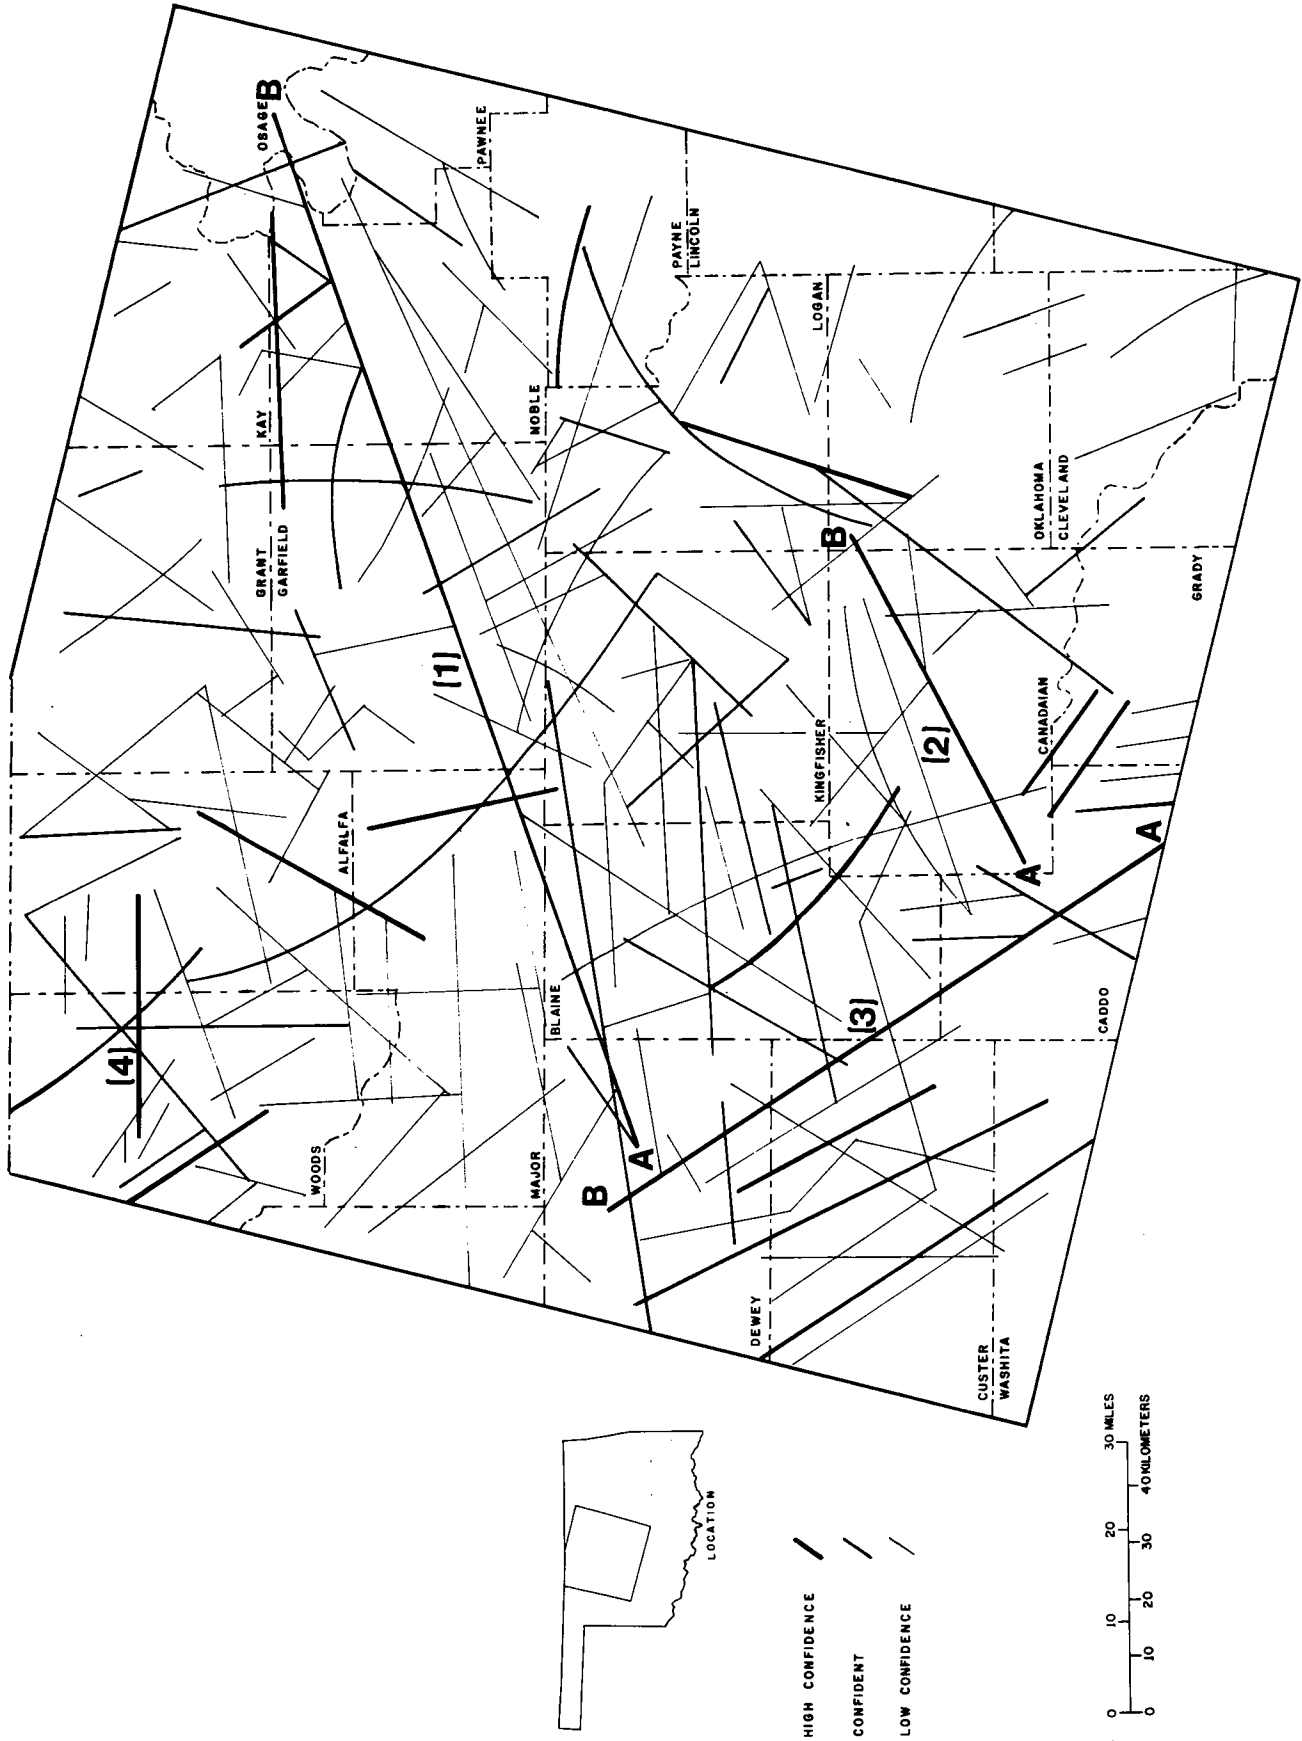 OSAGE
B
PAWNEE
PAYNE
LINCOLN
LOGAN
KAY
NOBLE
GRANT
GARFIELD
OKLAHOMA
CLEVELAND
GRADY
B
(1)
(2)
CANADAIAN
KINGFISHER
ALFALFA
A
A
(3)
BLAINE
CADDO
(4)
WOODS
MAJOR
A
B
DEWEY
CUSTER
WASHITA
LOCATION
HIGH CONFIDENCE
CONFIDENT
LOW CONFIDENCE
0 10 20 30 MILES
0 10 20 30 40 KILOMETERS